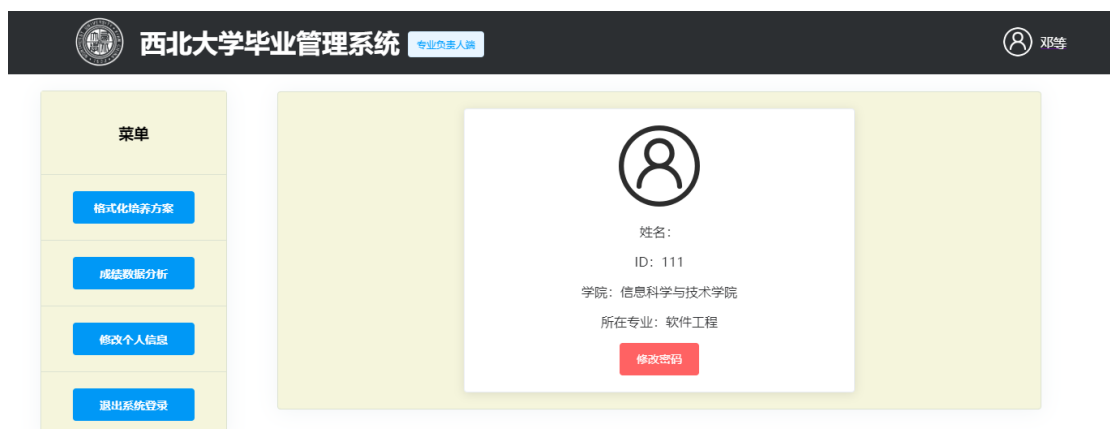 西北大学毕业管理系统 专业负责人端 邓等
菜单
格式化培养方案
成绩数据分析
修改个人信息
退出系统登录
姓名：
ID：111
学院：信息科学与技术学院
所在专业：软件工程
修改密码